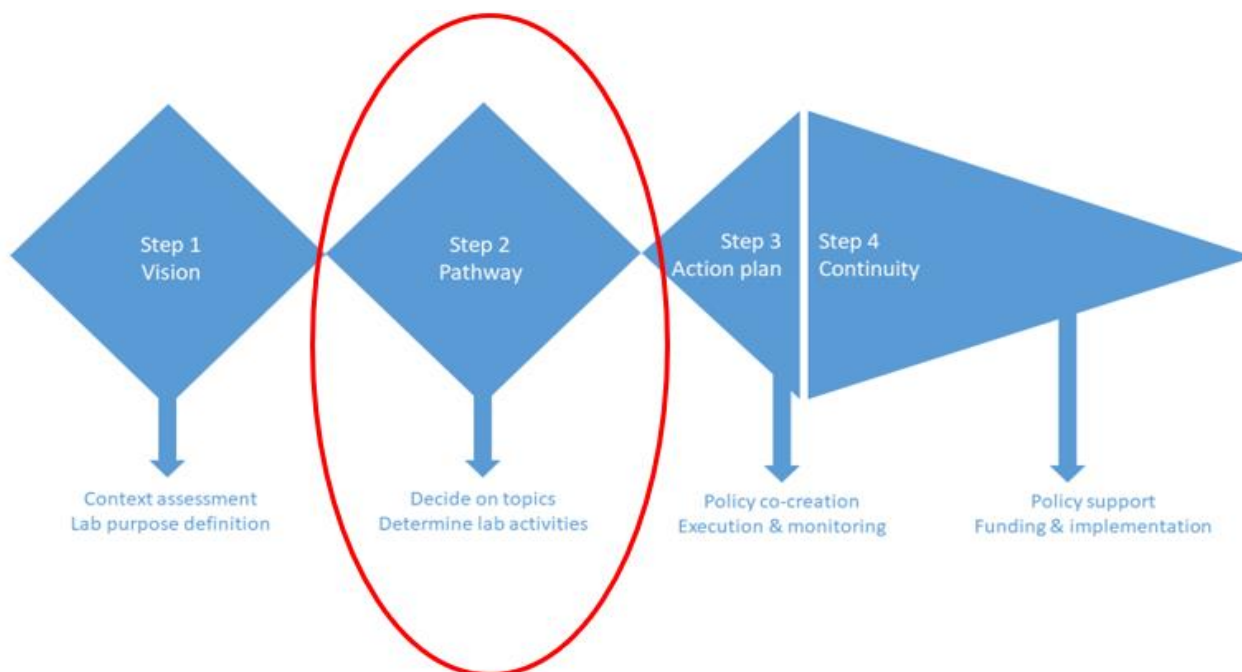 Step 1
Vision
Step 2
Pathway
Step 3
Action plan
Step 4
Continuity
Context assessment
Lab purpose definition
Decide on topics
Determine lab activities
Policy co-creation
Execution & monitoring
Policy support
Funding & implementation